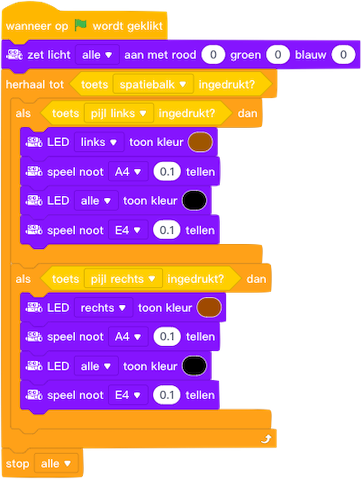 wanneer op wordt geklikt
zet licht alle aan met rood 0 groen 0 blauw 0
herhaal tot toets spatiebalk ingedrukt?
als toets pijl links ingedrukt? dan
LED links toon kleur
speel noot A4 0.1 tellen
LED alle toon kleur
speel noot E4 0.1 tellen
als toets pijl rechts ingedrukt? dan
LED rechts toon kleur
speel noot A4 0.1 tellen
LED alle toon kleur
speel noot E4 0.1 tellen
stop alle